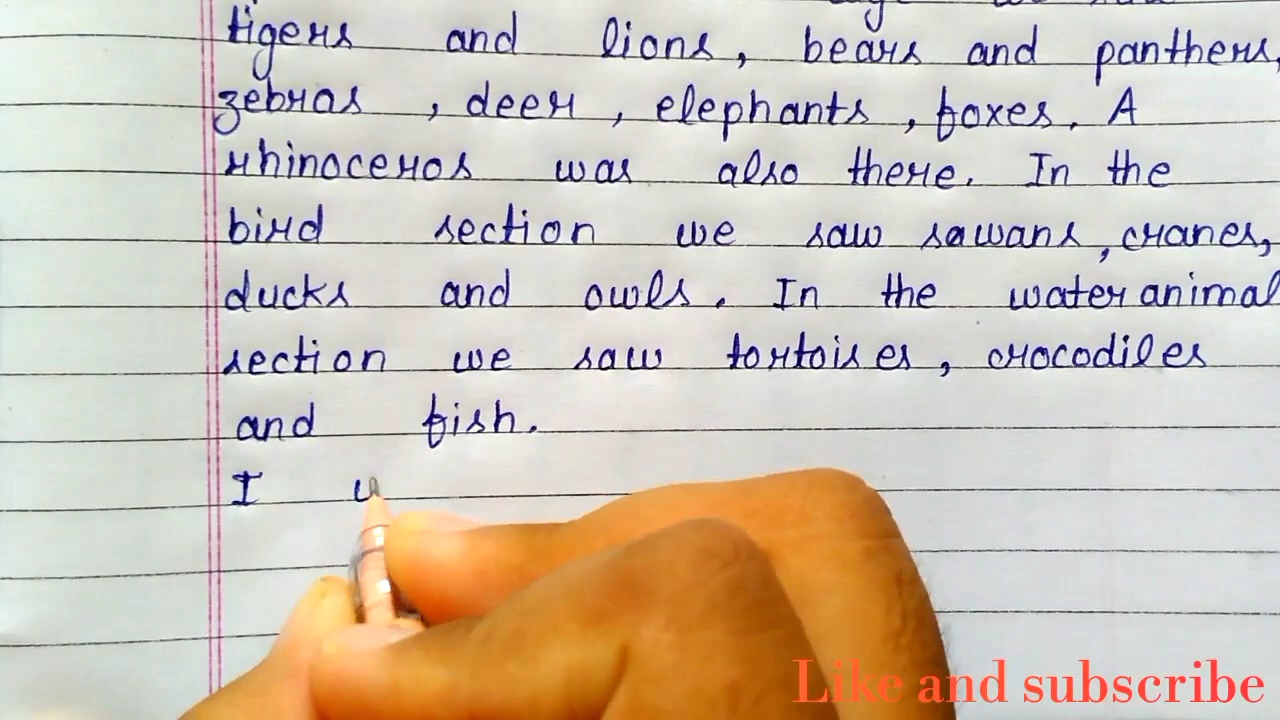 tigers and lions, bears and panthers,
zebras , deer , elephants , foxes. A
rhinoceros was also there. In the
bird section we saw sawans , cranes,
ducks and owls. In the water animal
section we saw tortoises , crocodiles
and fish.
I
Like and subscribe